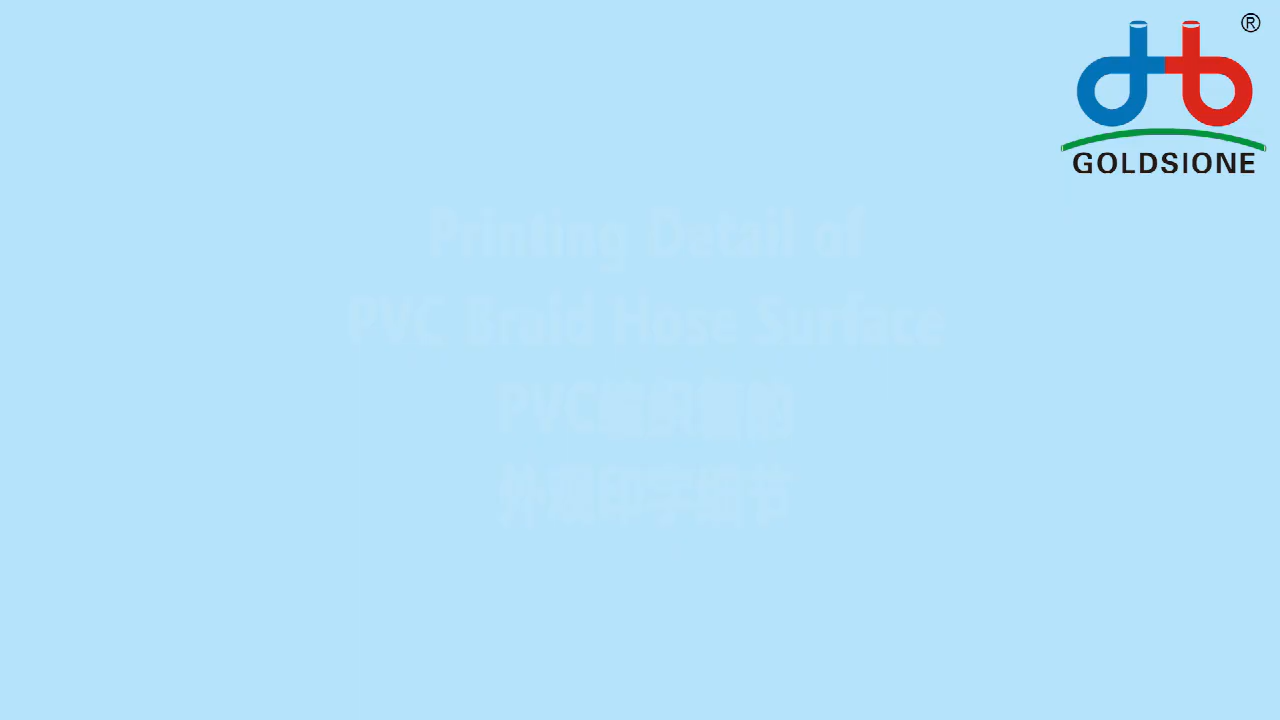 ®
GOLDSIONE
Printing Detail of
PVC Braid Hose Surface
PVC编织管的
外观印字细节